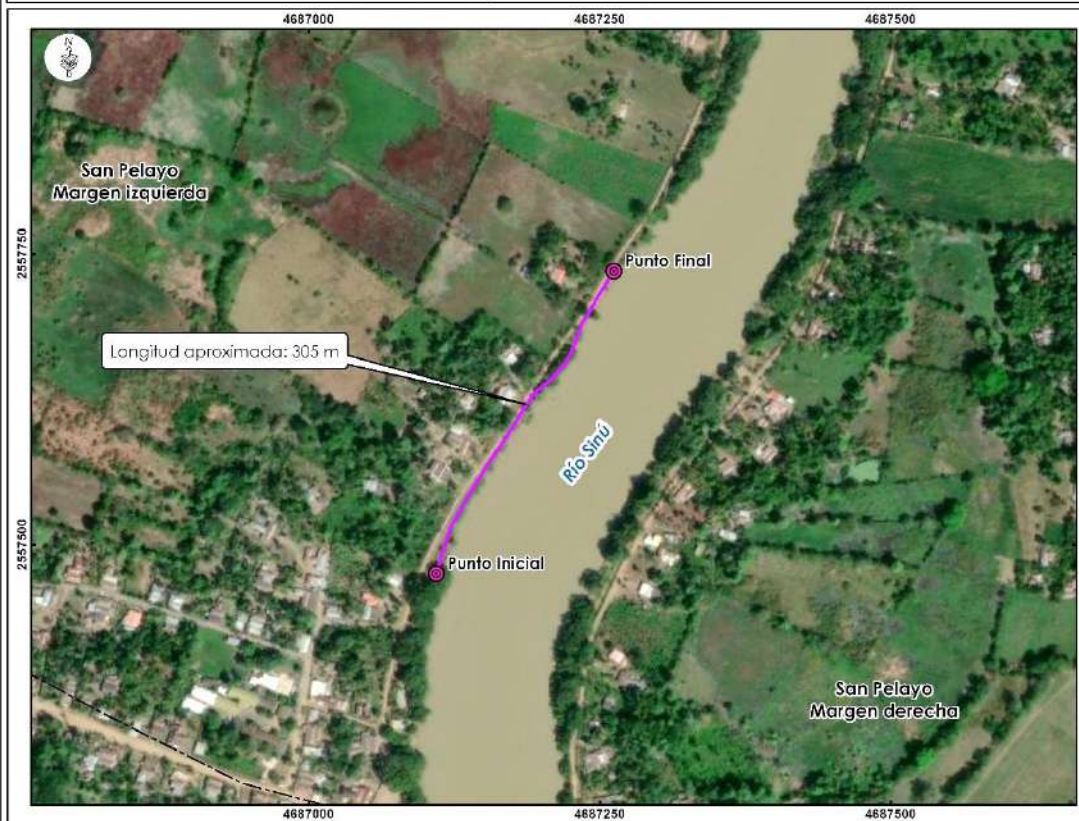 4687000
4687250
4687500
N
San Pelayo
Margen izquierda
2557750
Punto Final
Longitud aproximada: 305 m
Río Sinú
2557500
Punto Inicial
San Pelayo
Margen derecha
4687000
4687250
4687500